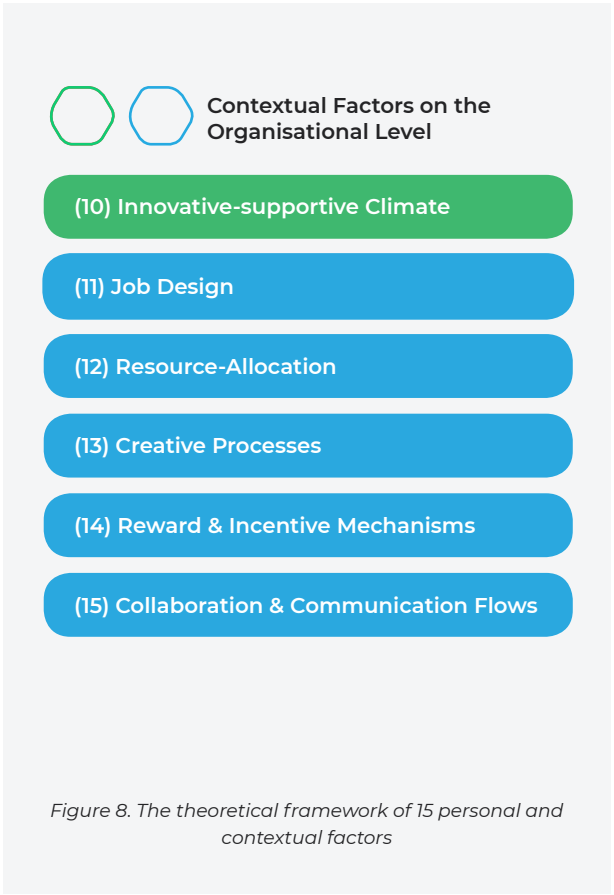 Contextual Factors on the
Organisational Level
(10) Innovative-supportive Climate
(11) Job Design
(12) Resource-Allocation
(13) Creative Processes
(14) Reward & Incentive Mechanisms
(15) Collaboration & Communication Flows
Figure 8. The theoretical framework of 15 personal and
contextual factors